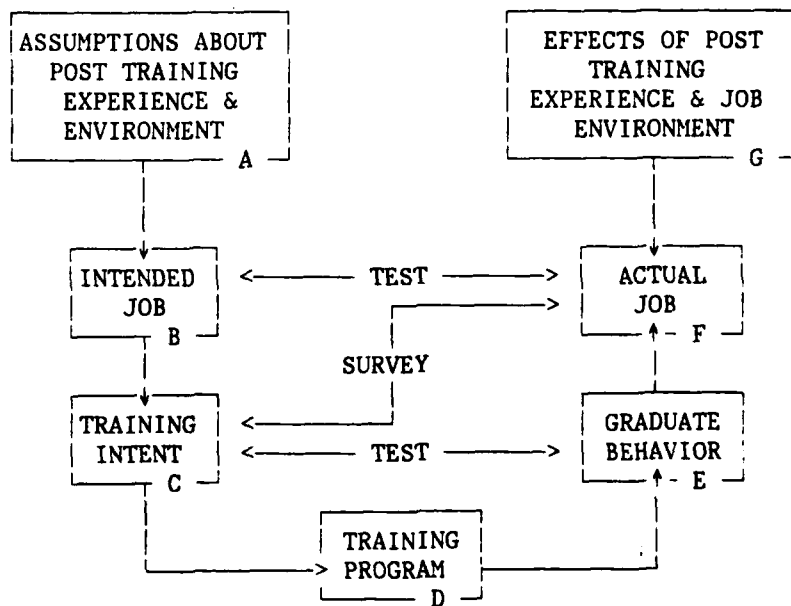 ASSUMPTIONS ABOUT
POST TRAINING
EXPERIENCE &
ENVIRONMENT
A
EFFECTS OF POST
TRAINING
EXPERIENCE & JOB
ENVIRONMENT
G
INTENDED
JOB
B
TEST
ACTUAL
JOB
F
SURVEY
TRAINING
INTENT
C
TEST
GRADUATE
BEHAVIOR
E
TRAINING
PROGRAM
D